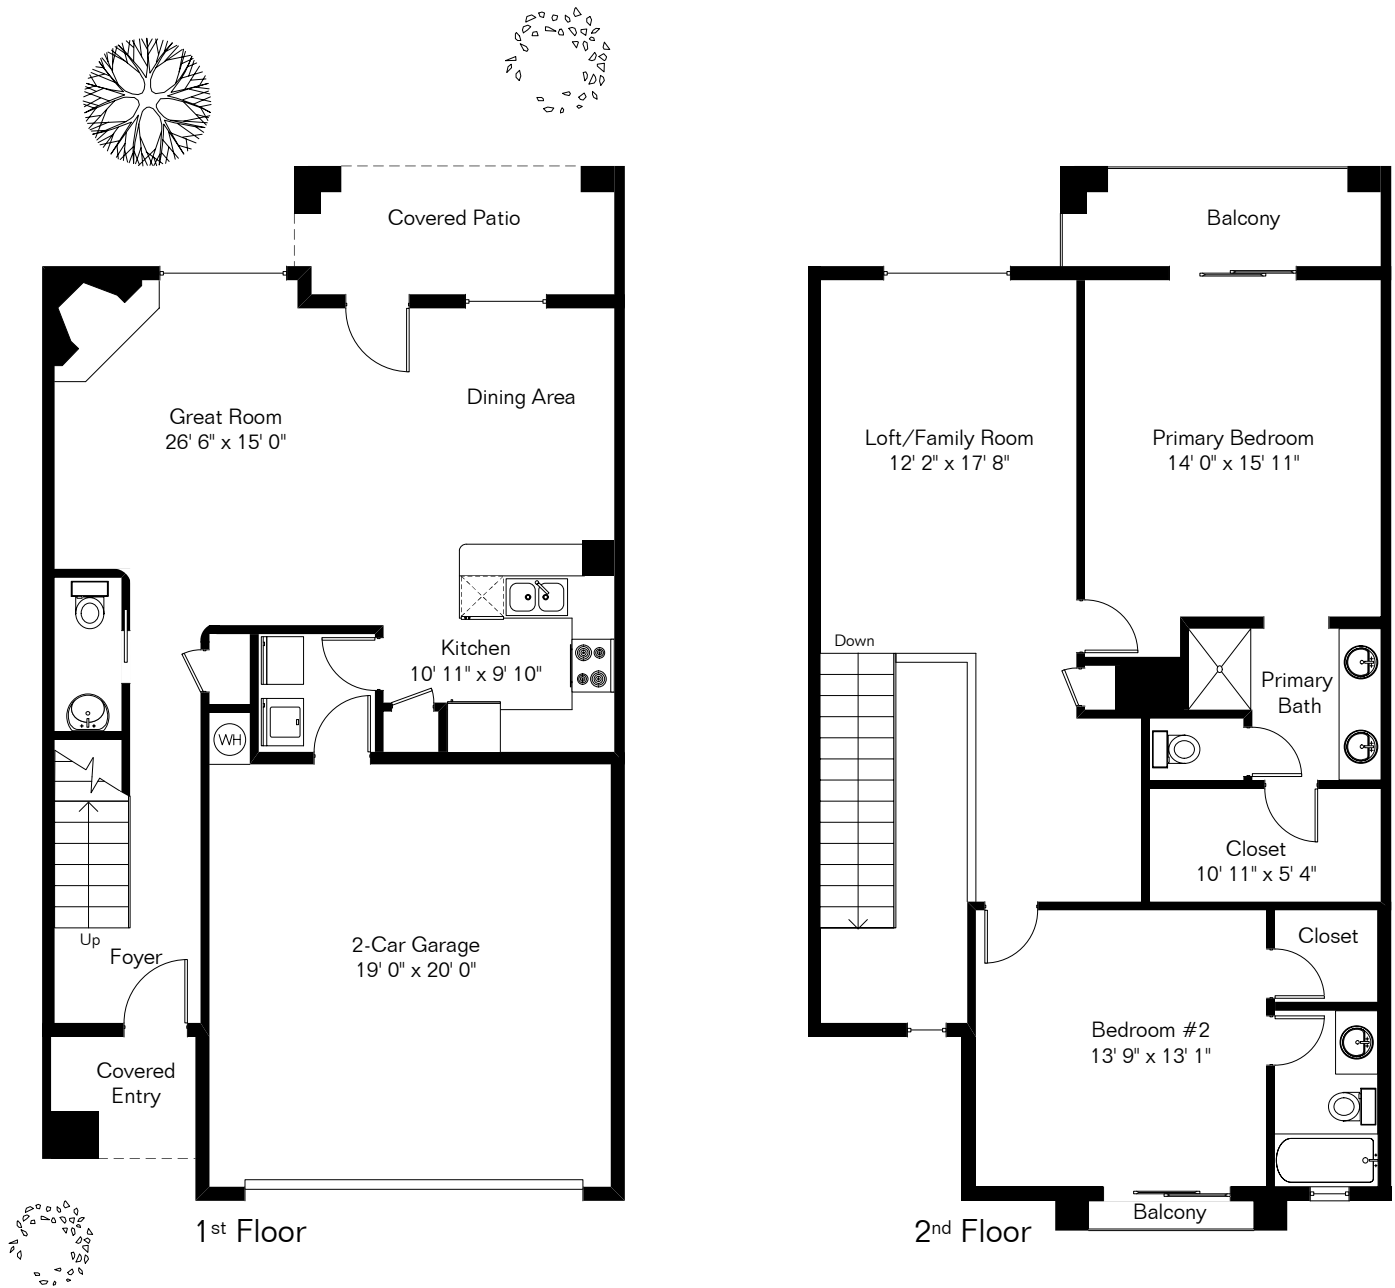 Covered Patio
Dining Area
Great Room
26' 6" x 15' 0"
Kitchen
10' 11" x 9' 10"
WH
Up
Foyer
2-Car Garage
19' 0" x 20' 0"
Covered
Entry
1st Floor
Balcony
Loft/Family Room
12' 2" x 17' 8"
Primary Bedroom
14' 0" x 15' 11"
Down
Primary
Bath
Closet
10' 11" x 5' 4"
Closet
Bedroom #2
13' 9" x 13' 1"
Balcony
2nd Floor